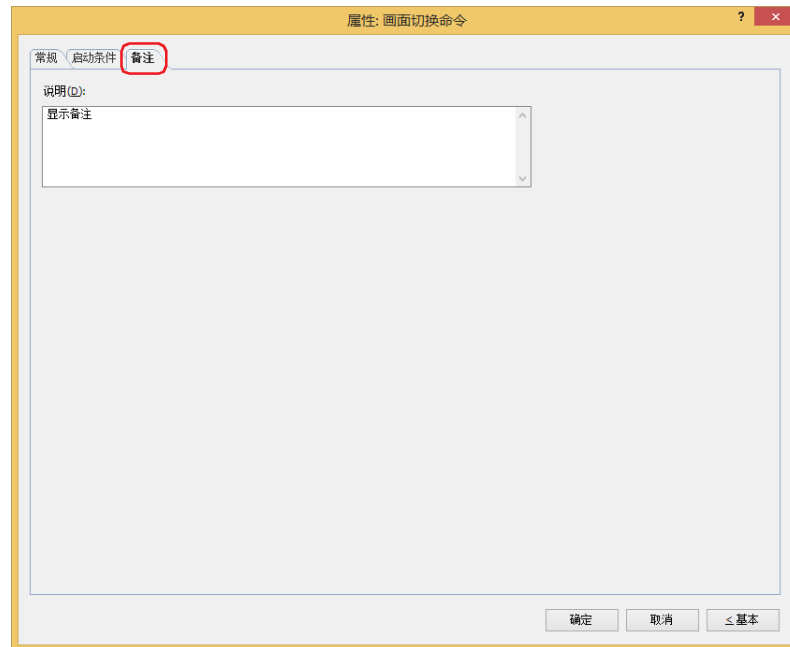 属性: 画面切换命令
?
×
常规 启动条件 备注
说明(D):
显示备注
确定 取消 ≤基本